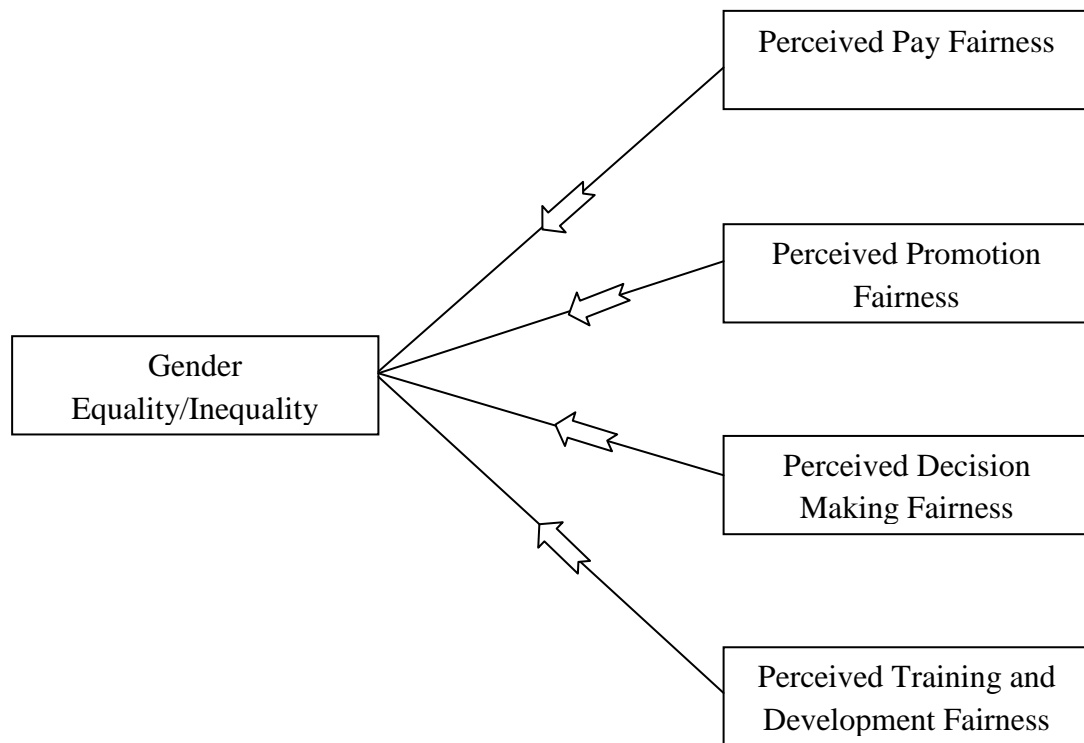 Perceived Pay Fairness
Perceived Promotion
Fairness
Gender
Equality/Inequality
Perceived Decision
Making Fairness
Perceived Training and
Development Fairness